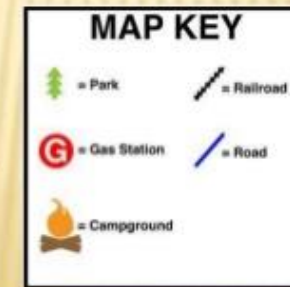 MAP KEY
= Park
= Railroad
G = Gas Station
= Road
= Campground